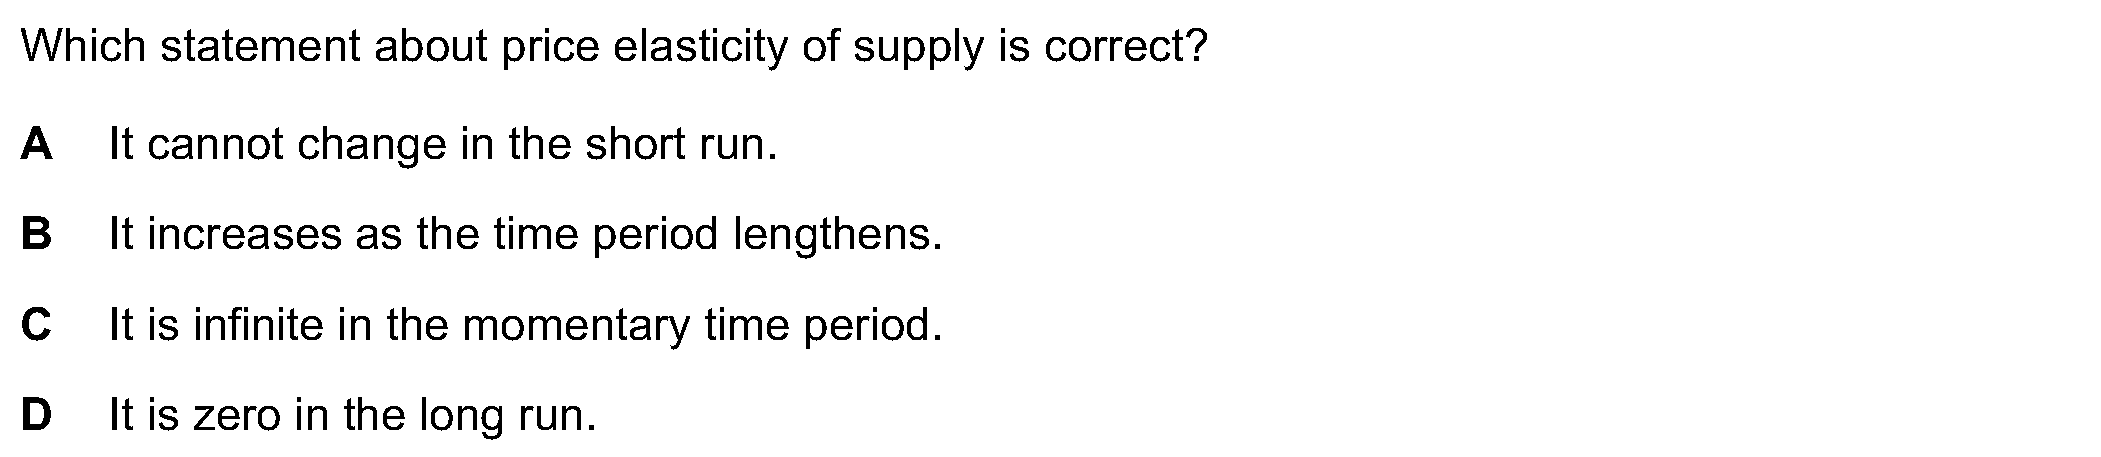 Which statement about price elasticity of supply is correct?
A It cannot change in the short run.
B It increases as the time period lengthens.
C It is infinite in the momentary time period.
D It is zero in the long run.